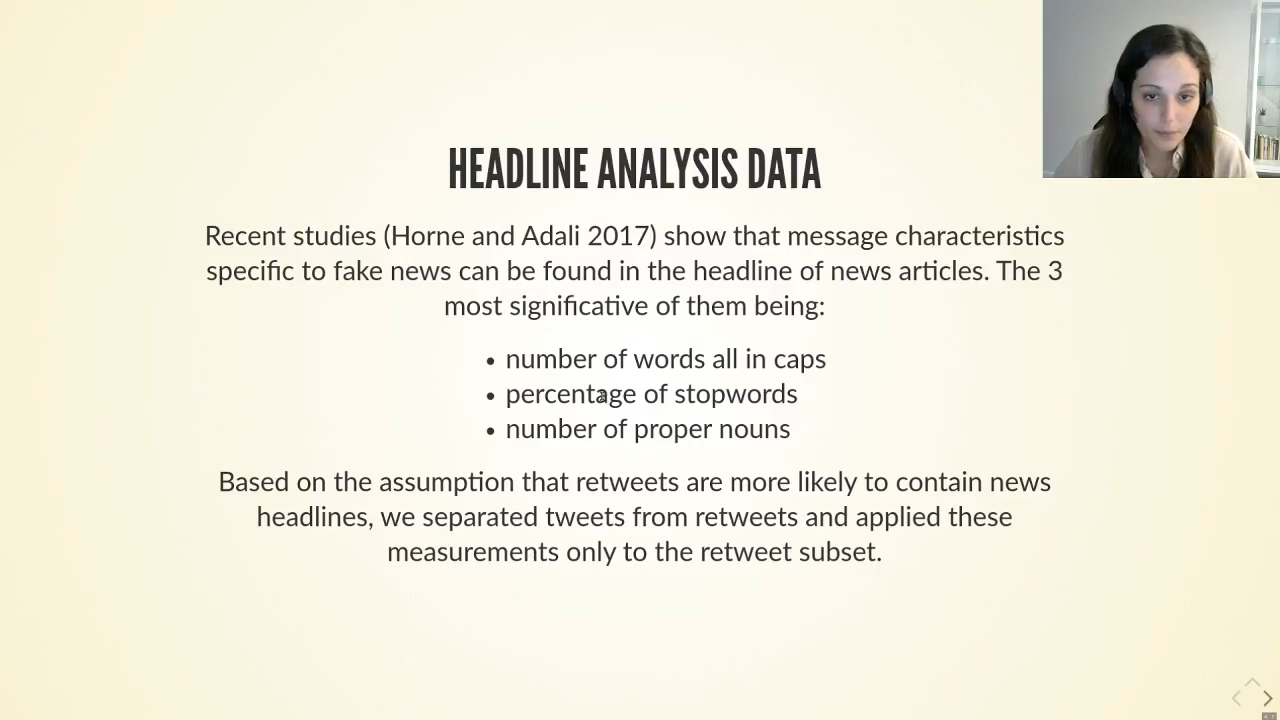 HEADLINE ANALYSIS DATA
Recent studies (Horne and Adali 2017) show that message characteristics
specific to fake news can be found in the headline of news articles. The 3
most significative of them being:
• number of words all in caps
• percentage of stopwords
• number of proper nouns
Based on the assumption that retweets are more likely to contain news
headlines, we separated tweets from retweets and applied these
measurements only to the retweet subset.